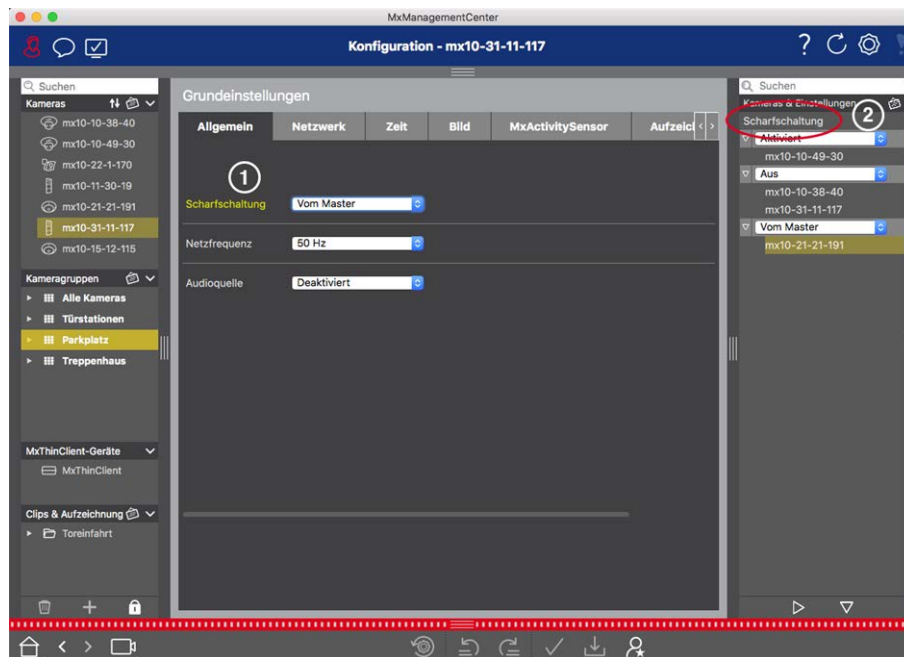 MxManagementCenter
Konfiguration - mx10-31-11-117
?
Suchen
Kameras
mx10-10-38-40
mx10-10-49-30
mx10-22-1-170
mx10-11-30-19
mx10-21-21-191
mx10-31-11-117
mx10-15-12-115
Kameragruppen
Alle Kameras
Türstationen
Parkplatz
Treppenhaus
MxThinClient-Geräte
MxThinClient
Clips & Aufzeichnung
Toreinfahrt
Grundeinstellungen
Allgemein Netzwerk Zeit Bild MxActivitySensor Aufzeicl
1
Scharfschaltung Vom Master
Netzfrequenz 50 Hz
Audioquelle Deaktiviert
Suchen
Kameras & Einstellungen
2
Scharfschaltung
Aktiviert
mx10-10-49-30
Aus
mx10-10-38-40
mx10-31-11-117
Vom Master
mx10-21-21-191